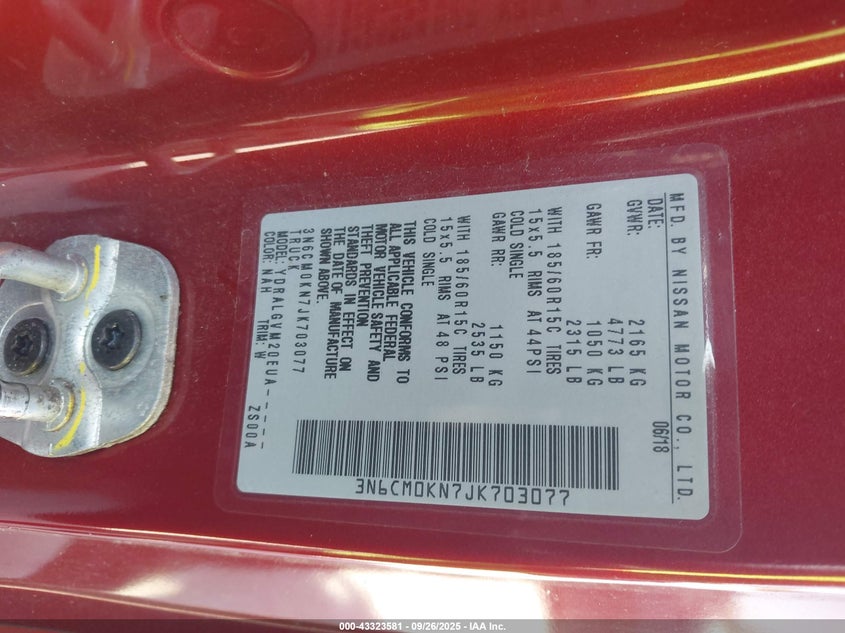 MFD. BY NISSAN MOTOR CO., LTD.
DATE: 06/18
GVWR: 2165 KG
4773 LB
GAWR FR: 1050 KG
2315 LB
WITH 185/60R15C TIRES
15x5.5 RIMS AT 44PSI
COLD SINGLE
GAWR RR: 1150 KG
2535 LB
WITH 185/60R15C TIRES
15x5.5 RIMS AT 48 PSI
COLD SINGLE
THIS VEHICLE CONFORMS TO
ALL APPLICABLE FEDERAL
MOTOR VEHICLE SAFETY AND
THEFT PREVENTION
STANDARDS IN EFFECT ON
THE DATE OF MANUFACTURE
SHOWN ABOVE.
3N6CM0KN7JK703077
TRUCK
MODEL: YDRALGVM20EUA-----
COLOR: NAH TRIM: W ZS00A
3N6CM0KN7JK703077
000-43323581 - 09/26/2025 - IAA Inc.